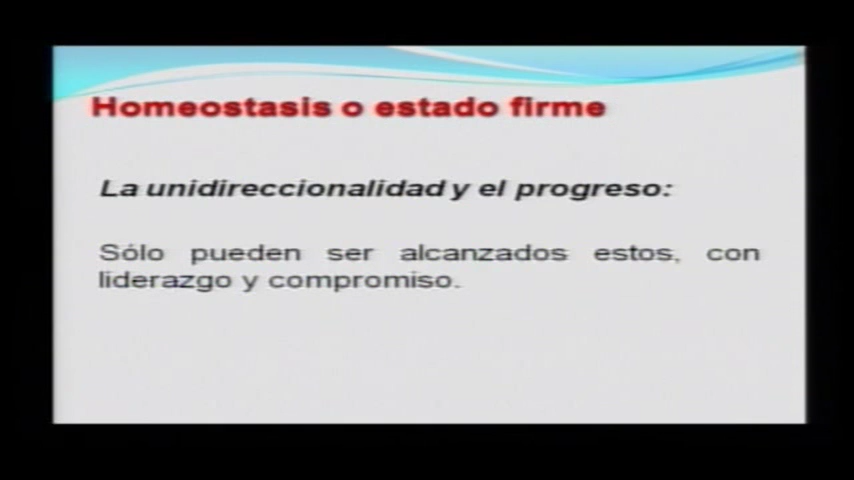 Homeostasis o estado firme
La unidireccionalidad y el progreso:
Sólo pueden ser alcanzados estos, con
liderazgo y compromiso.